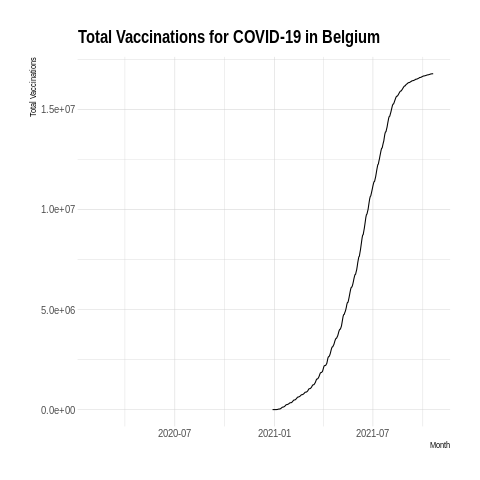 Total Vaccinations for COVID-19 in Belgium
Total Vaccinations
1.5e+07
1.0e+07
5.0e+06
0.0e+00
2020-07 2021-01 2021-07
Month